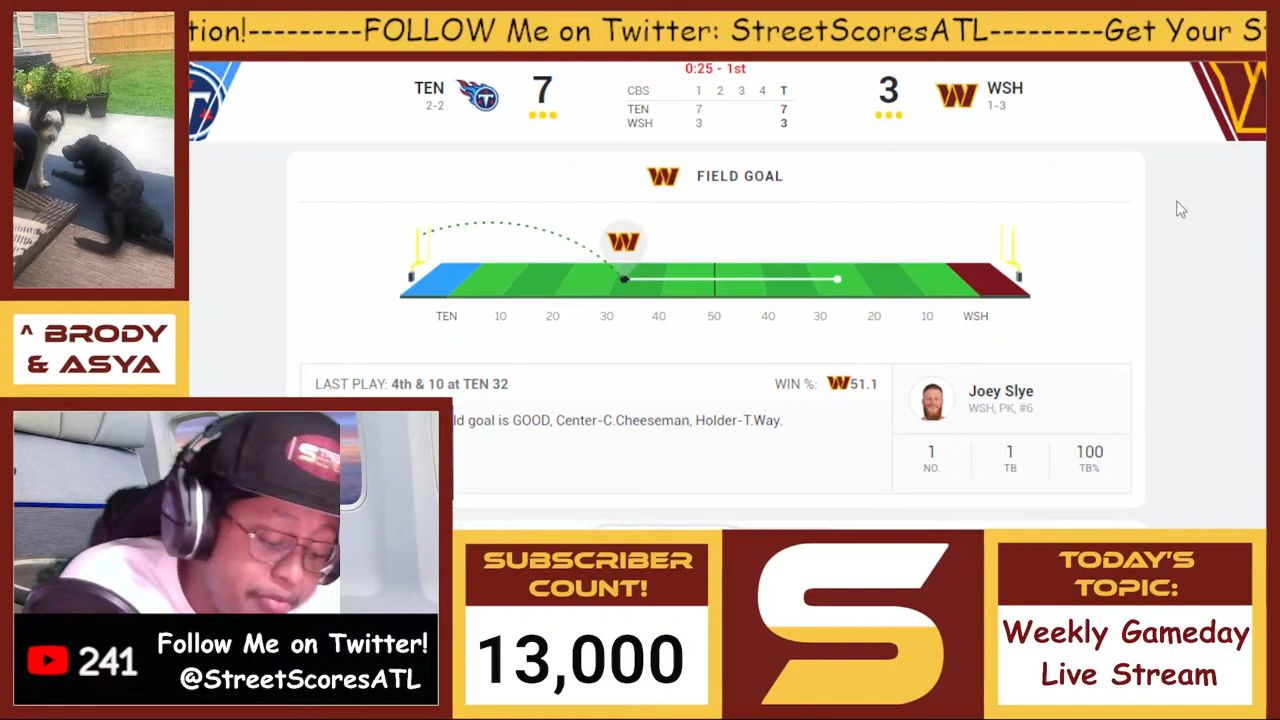 tion!---------FOLLOW Me on Twitter: StreetScoresATL---------Get Your S
TEN
2-2
7
0:25 - 1st
CBS 1 2 3 4 T
TEN 7 7
WSH 3 3
3
WSH
1-3
FIELD GOAL
TEN 10 20 30 40 50 40 30 20 10 WSH
LAST PLAY: 4th & 10 at TEN 32
WIN %: 51.1
ld goal is GOOD, Center-C.Cheeseman, Holder-T.Way.
Joey Slye
WSH, PK, #6
1 1 100
NO. TB TB%
^ BRODY
& ASYA
241
Follow Me on Twitter!
@StreetScoresATL
SUBSCRIBER
COUNT!
13,000
TODAY'S
TOPIC:
Weekly Gameday
Live Stream